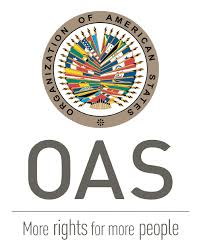 ORGANIZATION OF AMERICAN STATES
OAS
More rights for more people